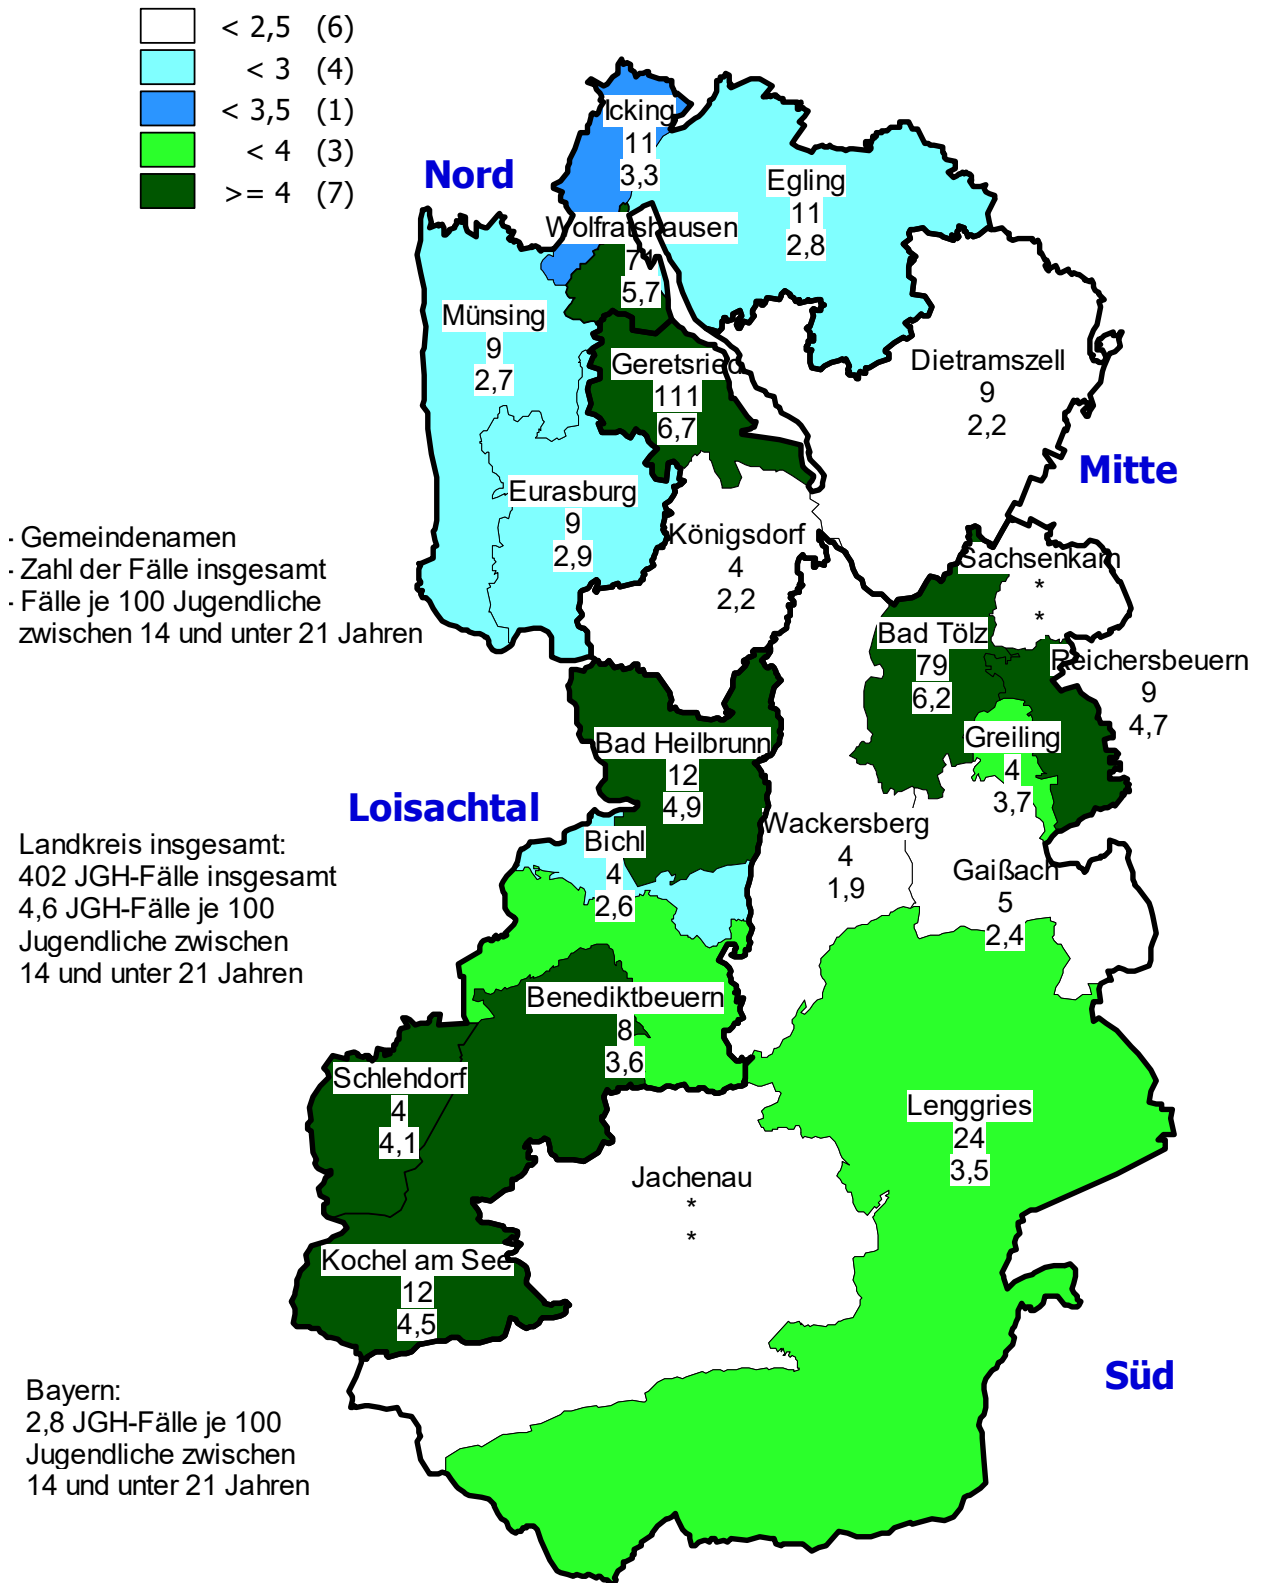 < 2,5 (6)
< 3 (4)
< 3,5 (1)
< 4 (3)
>= 4 (7)
Nord
Icking
11
3,3
Egling
11
2,8
Wolfratshausen
71
5,7
Münsing
9
2,7
Geretsried
111
6,7
Dietramszell
9
2,2
Mitte
Eurasburg
9
2,9
Königsdorf
4
2,2
- Gemeindenamen
- Zahl der Fälle insgesamt
- Fälle je 100 Jugendliche
zwischen 14 und unter 21 Jahren
Sachsenkam
*
*
Bad Tölz
79
6,2
Reichersbeuern
9
4,7
Greiling
4
3,7
Bad Heilbrunn
12
4,9
Loisachtal
Wackersberg
4
1,9
Bichl
4
2,6
Gaißach
5
2,4
Landkreis insgesamt:
402 JGH-Fälle insgesamt
4,6 JGH-Fälle je 100
Jugendliche zwischen
14 und unter 21 Jahren
Benediktbeuern
8
3,6
Schlehdorf
4
4,1
Lenggries
24
3,5
Jachenau
*
*
Kochel am See
12
4,5
Süd
Bayern:
2,8 JGH-Fälle je 100
Jugendliche zwischen
14 und unter 21 Jahren